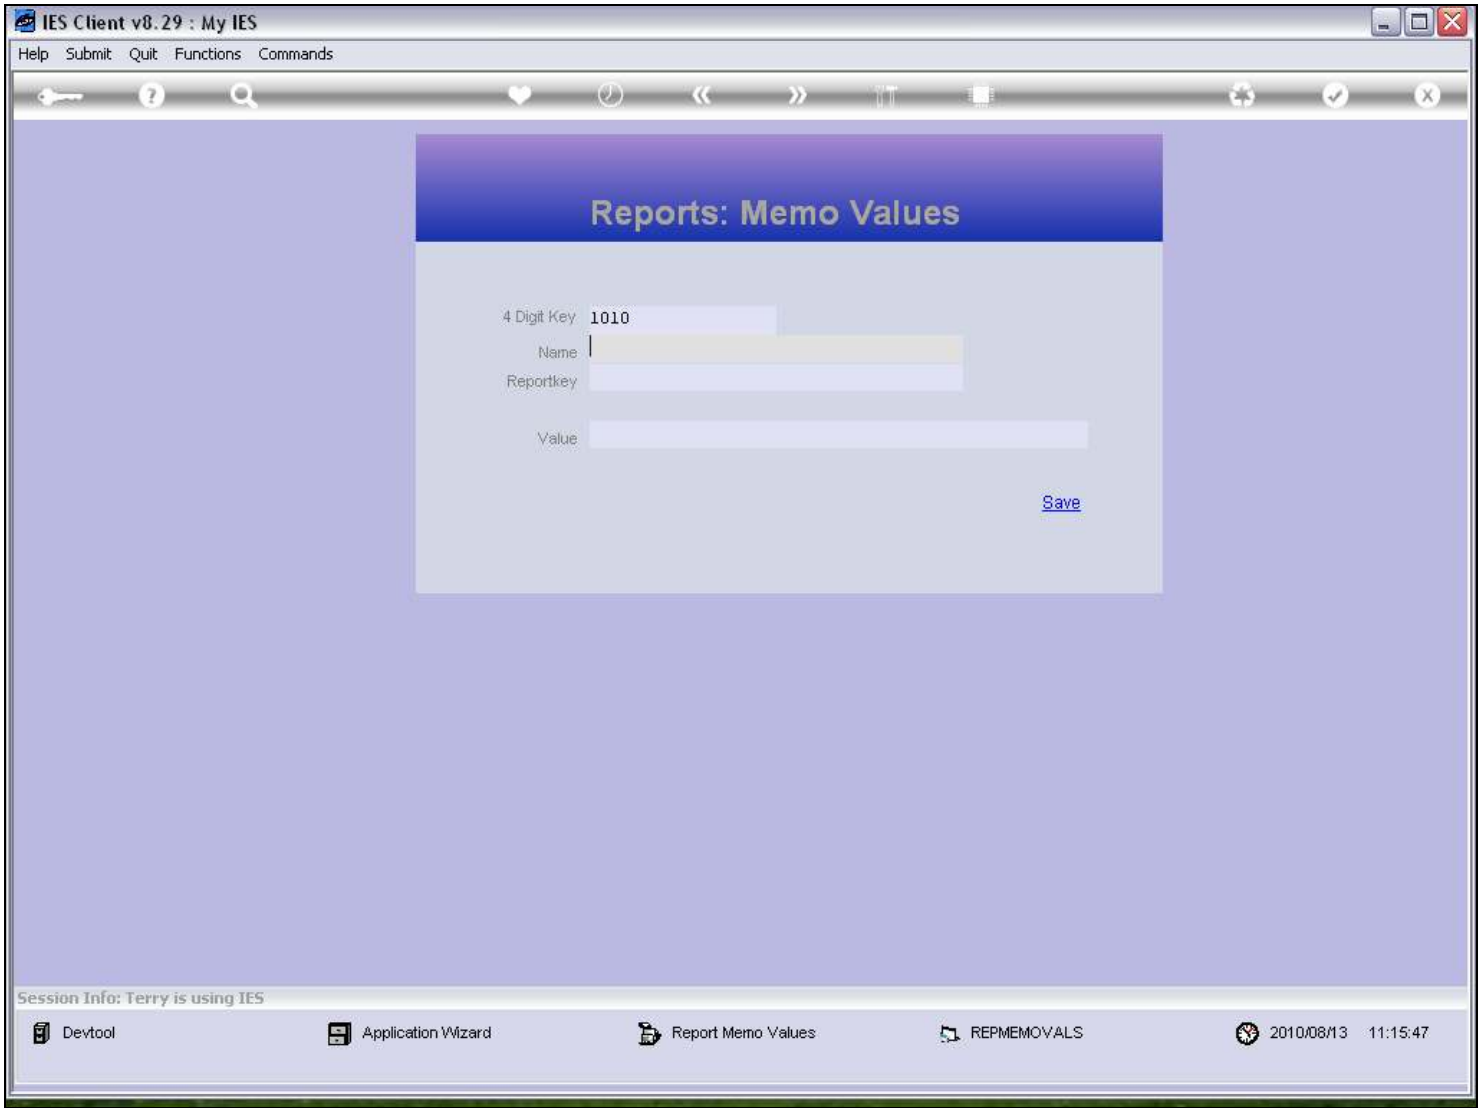 IES Client v8.29 : My IES
Help Submit Quit Functions Commands
Reports: Memo Values
4 Digit Key 1010
Name
Reportkey
Value
Save
Session Info: Terry is using IES
Devtool Application Wizard Report Memo Values REPMEMOVALS 2010/08/13 11:15:47